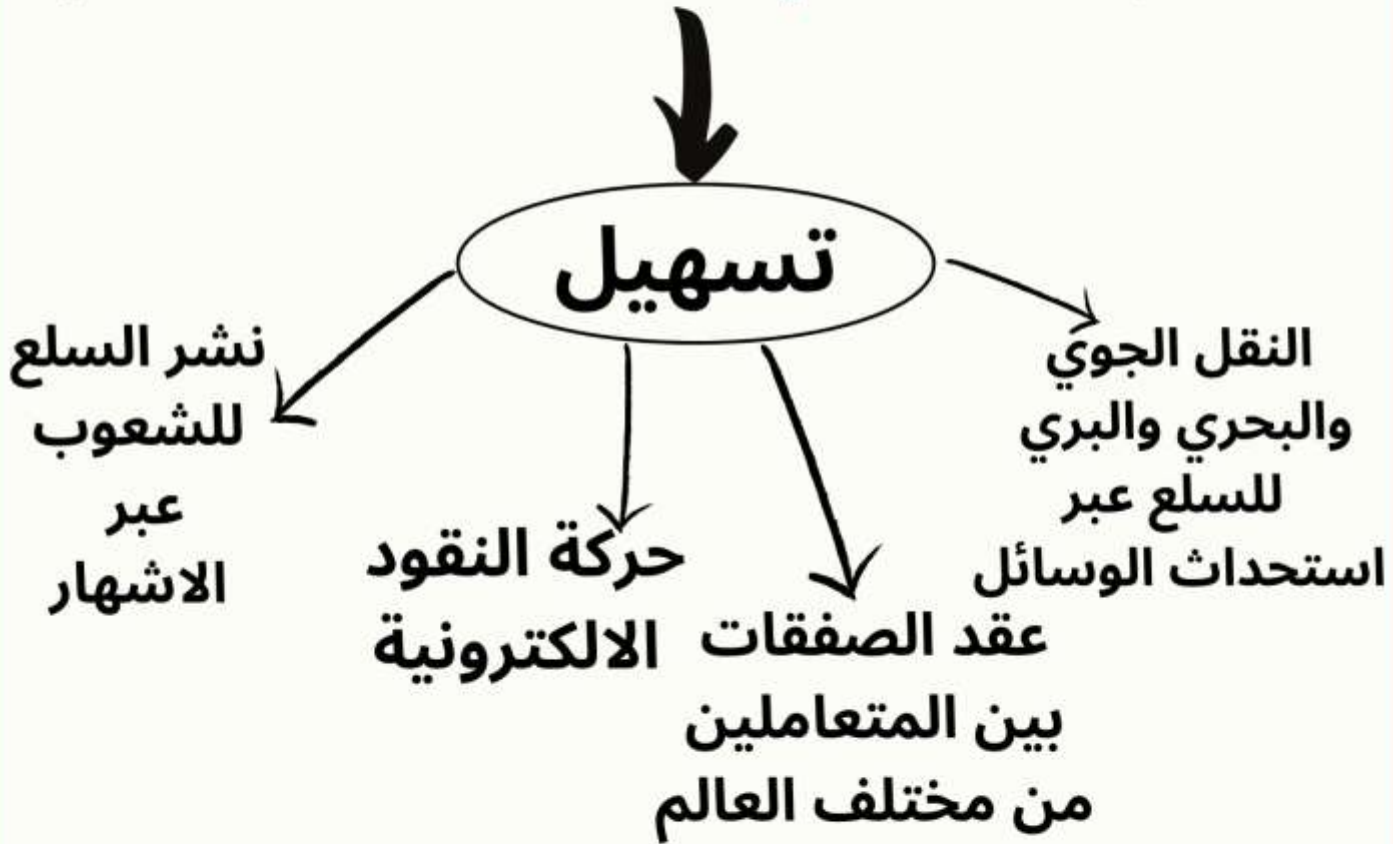 تسهيل
النقل الجوي
والبحري والبري
للسلع عبر
استحداث الوسائل
عقد الصفقات
بين المتعاملين
من مختلف العالم
حركة النقود
الالكترونية
نشر السلع
للشعوب
عبر
الاشهار